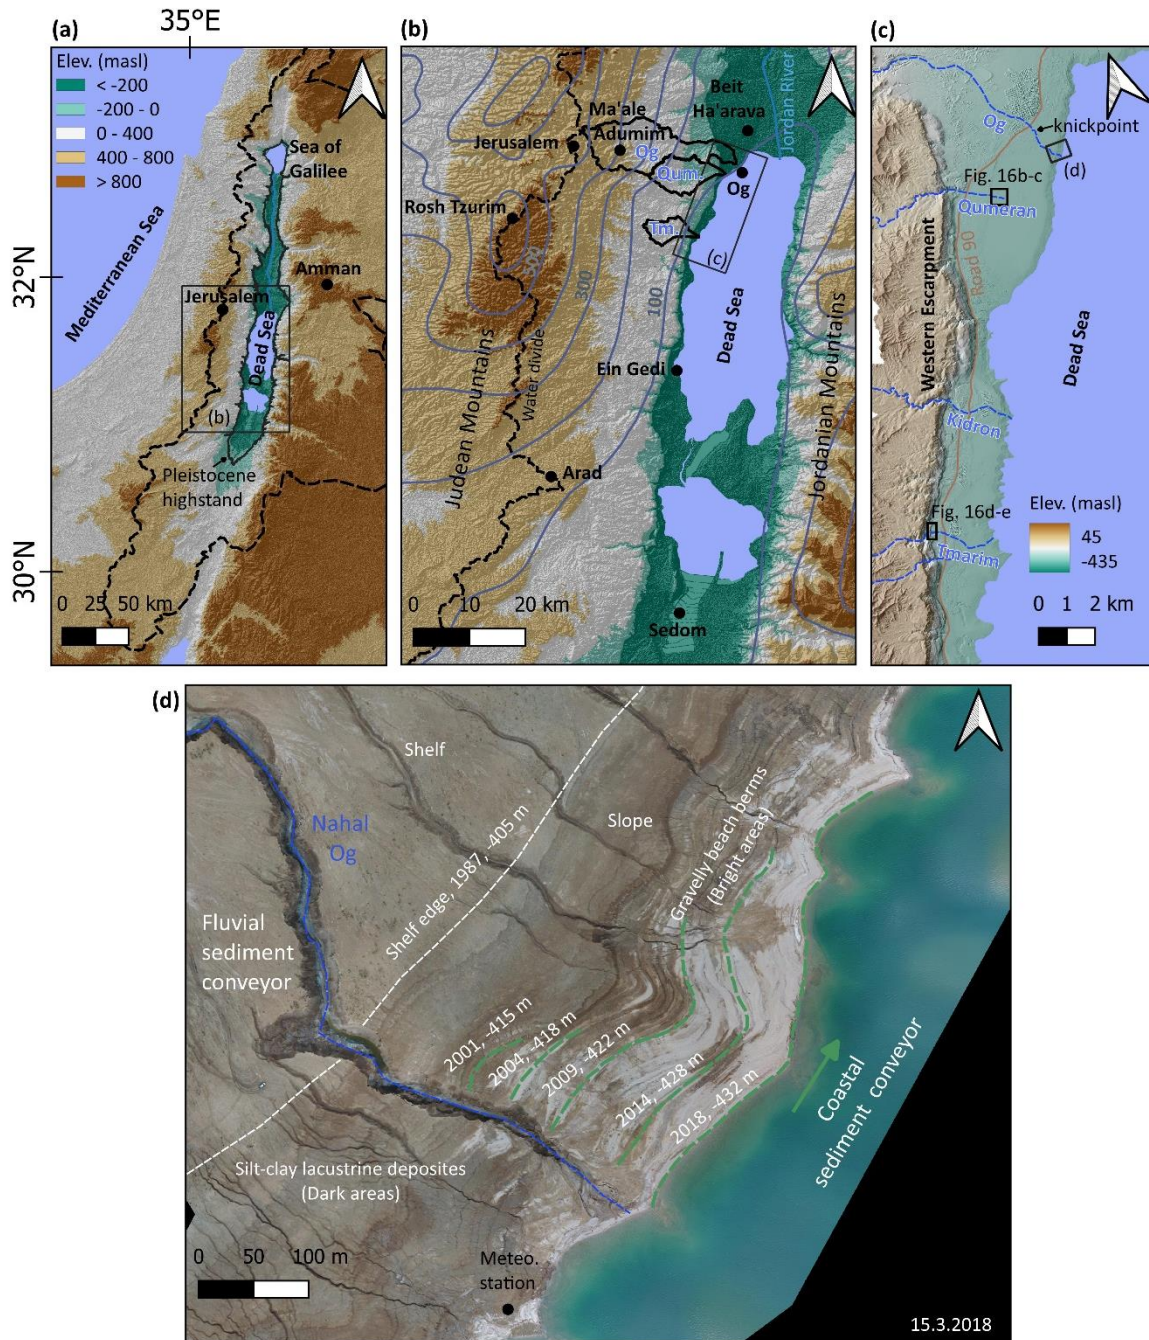 (a)
35°E
Elev. (masl)
< -200
-200 - 0
0 - 400
400 - 800
> 800
Sea of
Galilee
Mediterranean Sea
32°N
Amman
Jerusalem
Dead Sea
(b)
Pleistocene
highstand
30°N
0 25 50 km
(b)
Beit
Ha'arava
Jordan River
Ma'ale
Adumim
Jerusalem
Og
Qum.
Og
Rosh Tzurim
Tm.
(c)
500
300
100
Dead Sea
Judean Mountains
Water divide
Ein Gedi
Jordanian Mountains
Arad
0 20 km
Sedom
(c)
Og
knickpoint
(d)
Fig. 16b-c
Qumeran
Road 90
Western Escarpment
Dead Sea
Kidron
Fig. 16d-e
Tmarim
Elev. (masl)
45
-435
0 1 2 km
(d)
Shelf
Nahal
Og
Slope
Shelf edge, 1987, -405 m
Gravelly beach berms
(Bright areas)
Fluvial
sediment
conveyor
2001, -415 m
2004, -418 m
2009, -422 m
2014, -428 m
2018, -432 m
Coastal
sediment conveyor
Silt-clay lacustrine deposites
(Dark areas)
0 50 100 m
Meteo.
station
15.3.2018